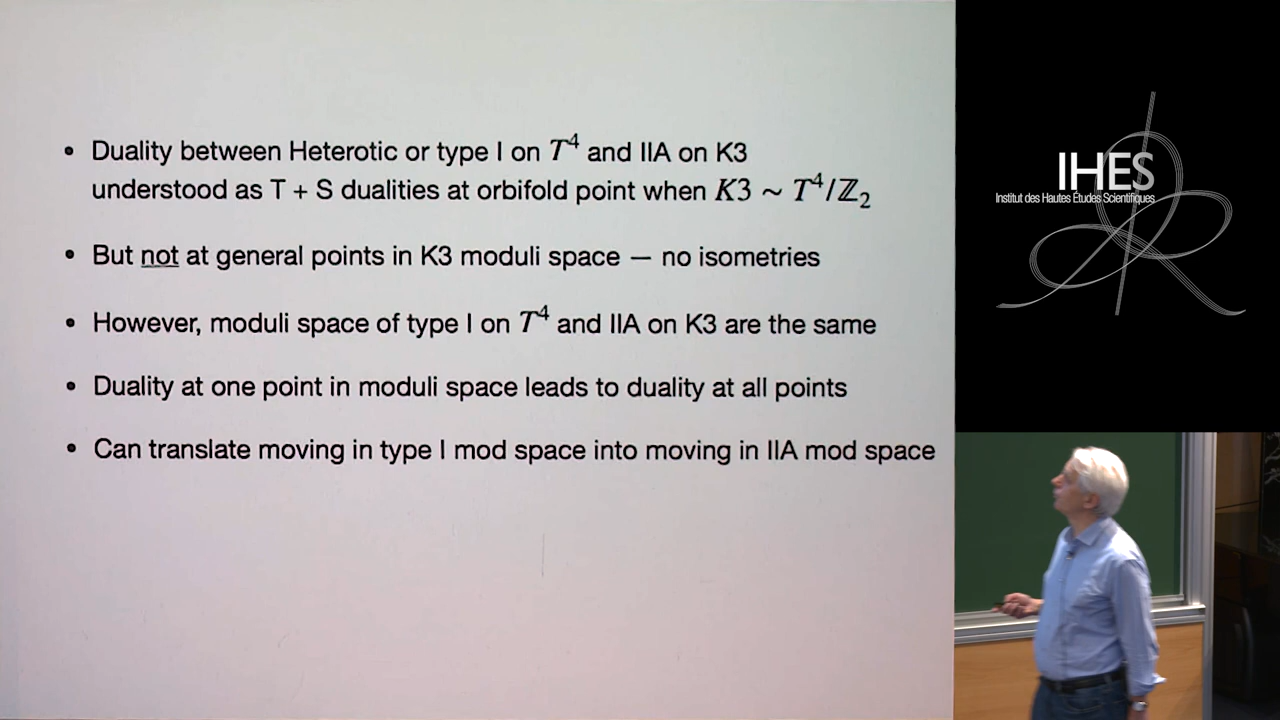 • Duality between Heterotic or type I on T⁴ and IIA on K3
understood as T + S dualities at orbifold point when K3 ~ T⁴/ℤ₂
• But not at general points in K3 moduli space — no isometries
• However, moduli space of type I on T⁴ and IIA on K3 are the same
• Duality at one point in moduli space leads to duality at all points
• Can translate moving in type I mod space into moving in IIA mod space
IHES
Institut des Hautes Études Scientifiques